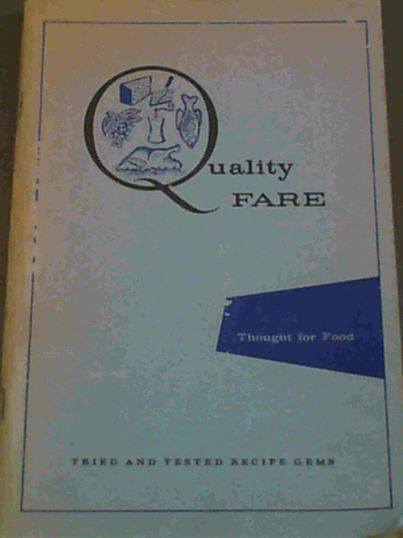 Quality
FARE
Thought for Food
TRIED AND TESTED RECIPE GEMS